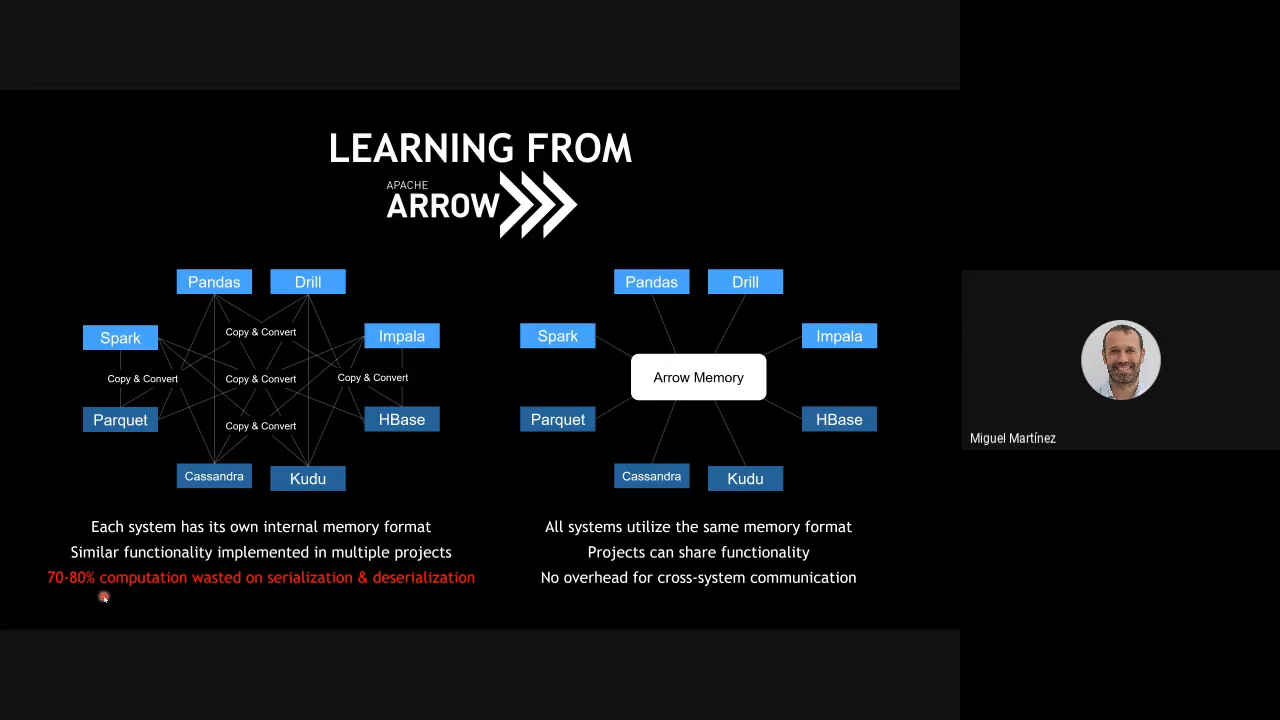 LEARNING FROM
APACHE
ARROW
Pandas
Drill
Spark
Copy & Convert
Impala
Copy & Convert
Copy & Convert
Copy & Convert
Parquet
Copy & Convert
HBase
Cassandra
Kudu
Each system has its own internal memory format
Similar functionality implemented in multiple projects
70-80% computation wasted on serialization & deserialization
Pandas
Drill
Spark
Impala
Arrow Memory
Parquet
HBase
Cassandra
Kudu
All systems utilize the same memory format
Projects can share functionality
No overhead for cross-system communication
Miguel Martínez